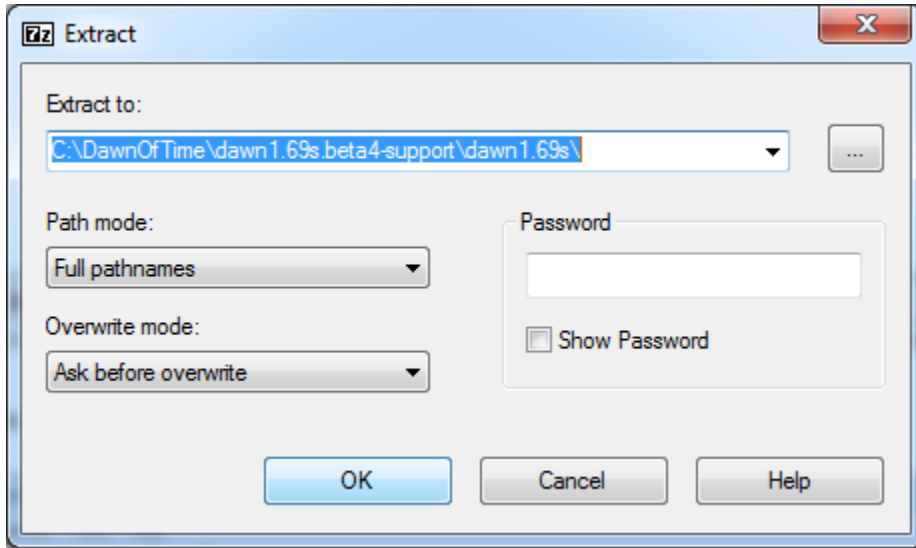 7z Extract
Extract to:
C:\DawnOfTime\dawn1.69s.beta4-support\dawn1.69s\
...
Path mode:
Full pathnames
Password
Overwrite mode:
Ask before overwrite
Show Password
OK
Cancel
Help